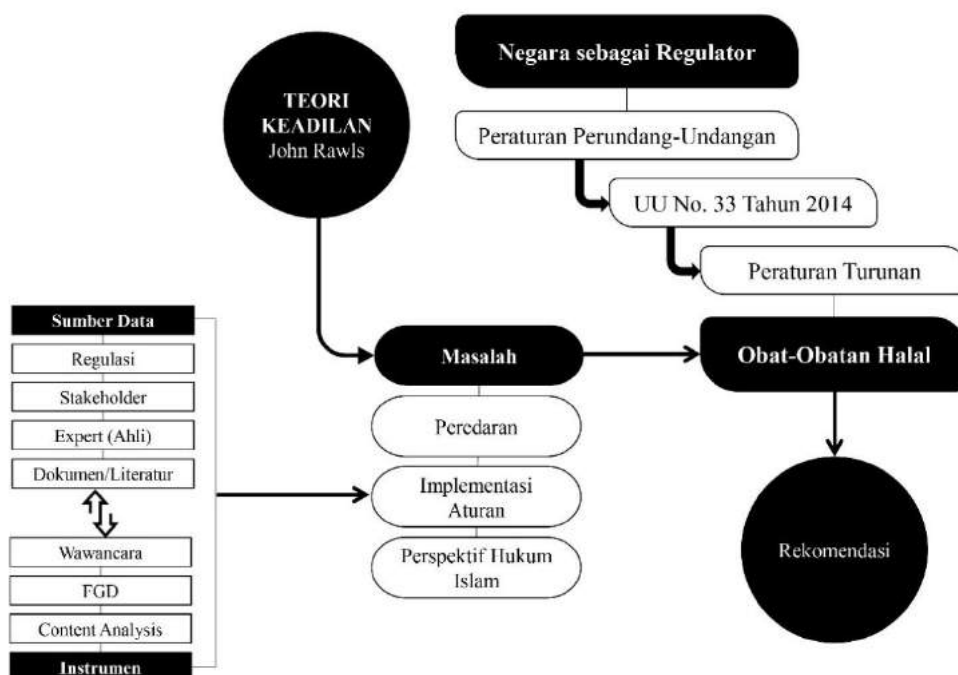 TEORI
KEADILAN
John Rawls
Negara sebagai Regulator
Peraturan Perundang-Undangan
UU No. 33 Tahun 2014
Peraturan Turunan
Obat-Obatan Halal
Rekomendasi
Masalah
Peredaran
Implementasi
Aturan
Perspektif Hukum
Islam
Sumber Data
Regulasi
Stakeholder
Expert (Ahli)
Dokumen/Literatur
Wawancara
FGD
Content Analysis
Instrumen